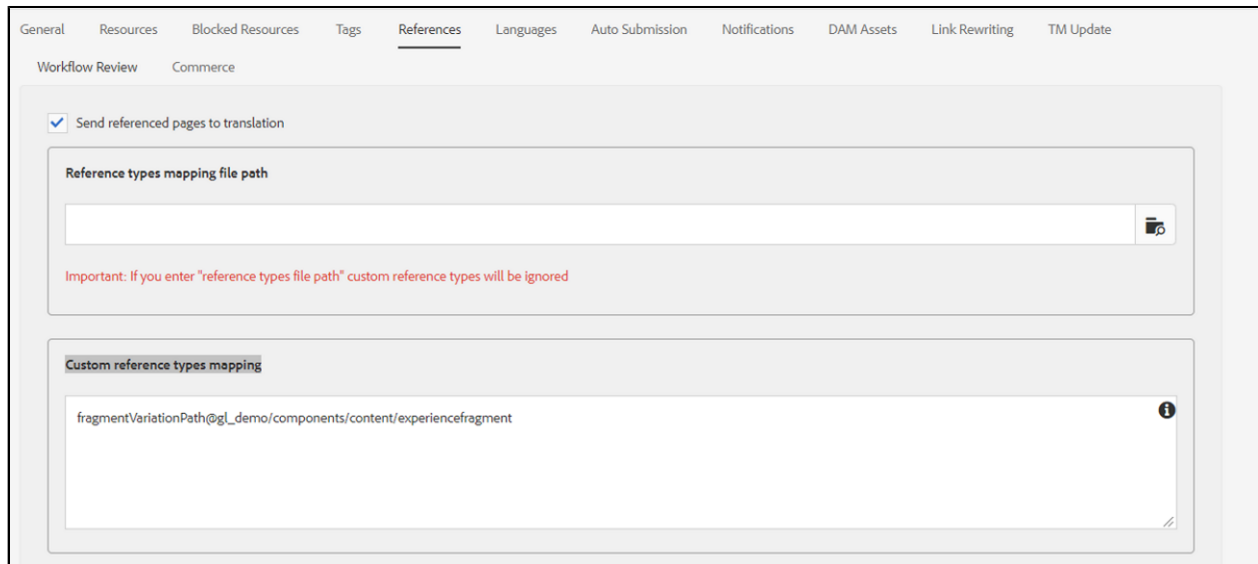 General Resources Blocked Resources Tags References Languages Auto Submission Notifications DAM Assets Link Rewriting TM Update
Workflow Review Commerce
Send referenced pages to translation
Reference types mapping file path
Important: If you enter "reference types file path" custom reference types will be ignored
Custom reference types mapping
fragmentVariationPath@gl_demo/components/content/experiencefragment